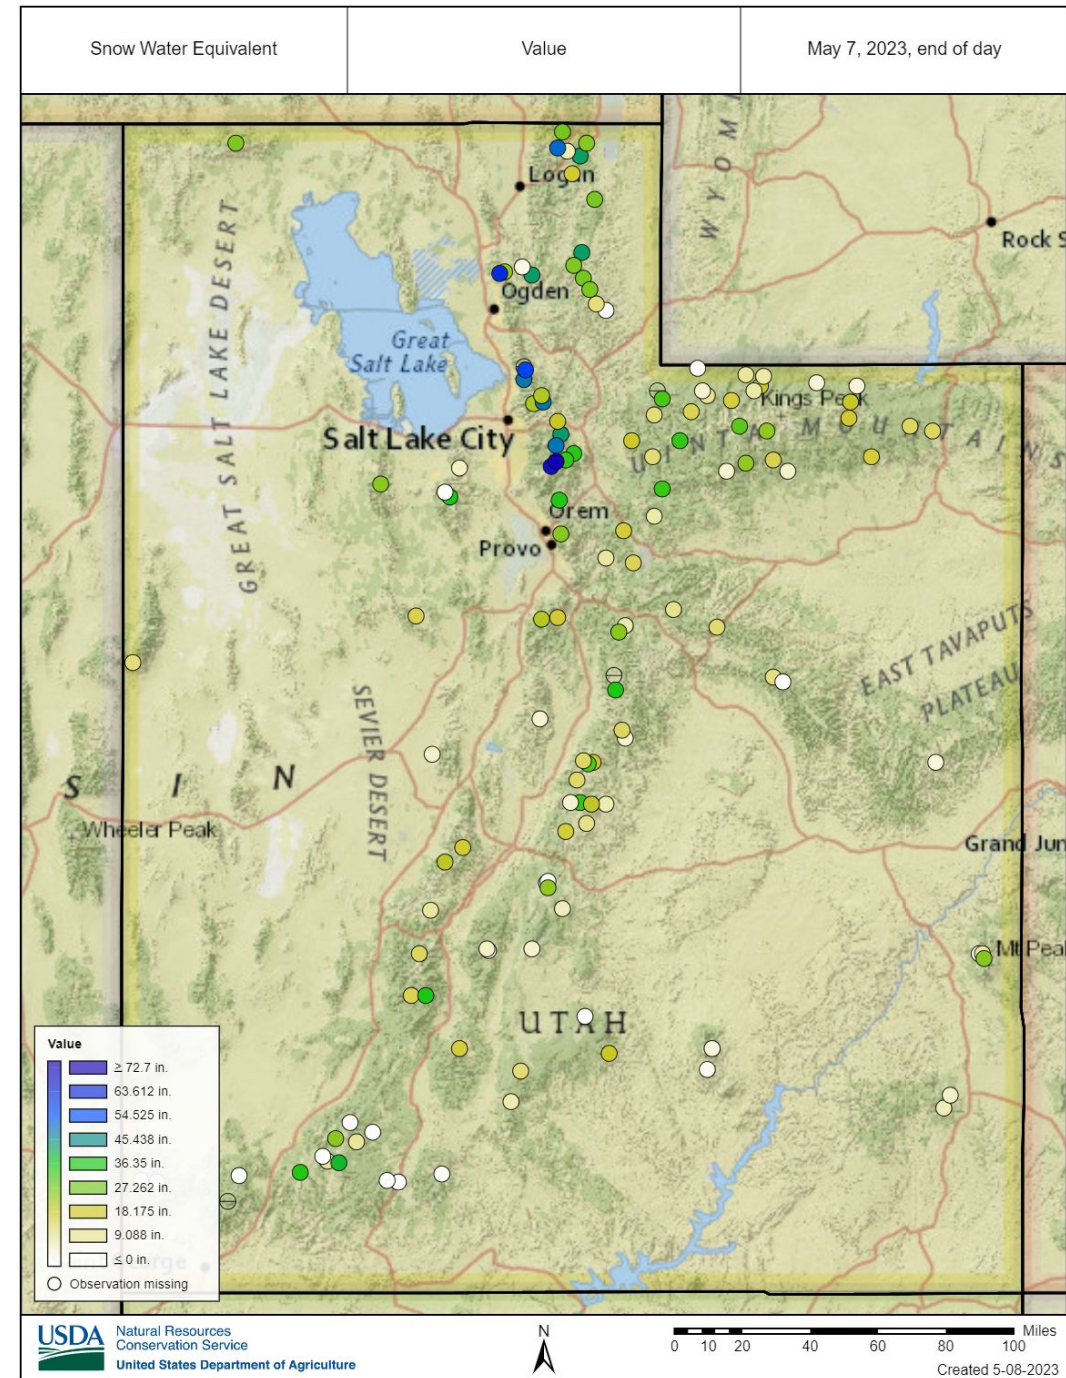 Snow Water Equivalent
Value
May 7, 2023, end of day
WYOMI
Logan
Rock S
GREAT SALT LAKE DESERT
Ogden
Great
Salt Lake
Kings Peak
Salt Lake City
UINTA MOUNTAINS
Orem
Provo
EAST TAVAPUTS
PLATEAU
SEVIER DESERT
S I N
Wheeler Peak
Grand Jun
Mt Peal
UTAH
Value
≥ 72.7 in.
63.612 in.
54.525 in.
45.438 in.
36.35 in.
27.262 in.
18.175 in.
9.088 in.
≤ 0 in.
Observation missing
USDA
Natural Resources
Conservation Service
United States Department of Agriculture
N
Miles
0 10 20 40 60 80 100
Created 5-08-2023